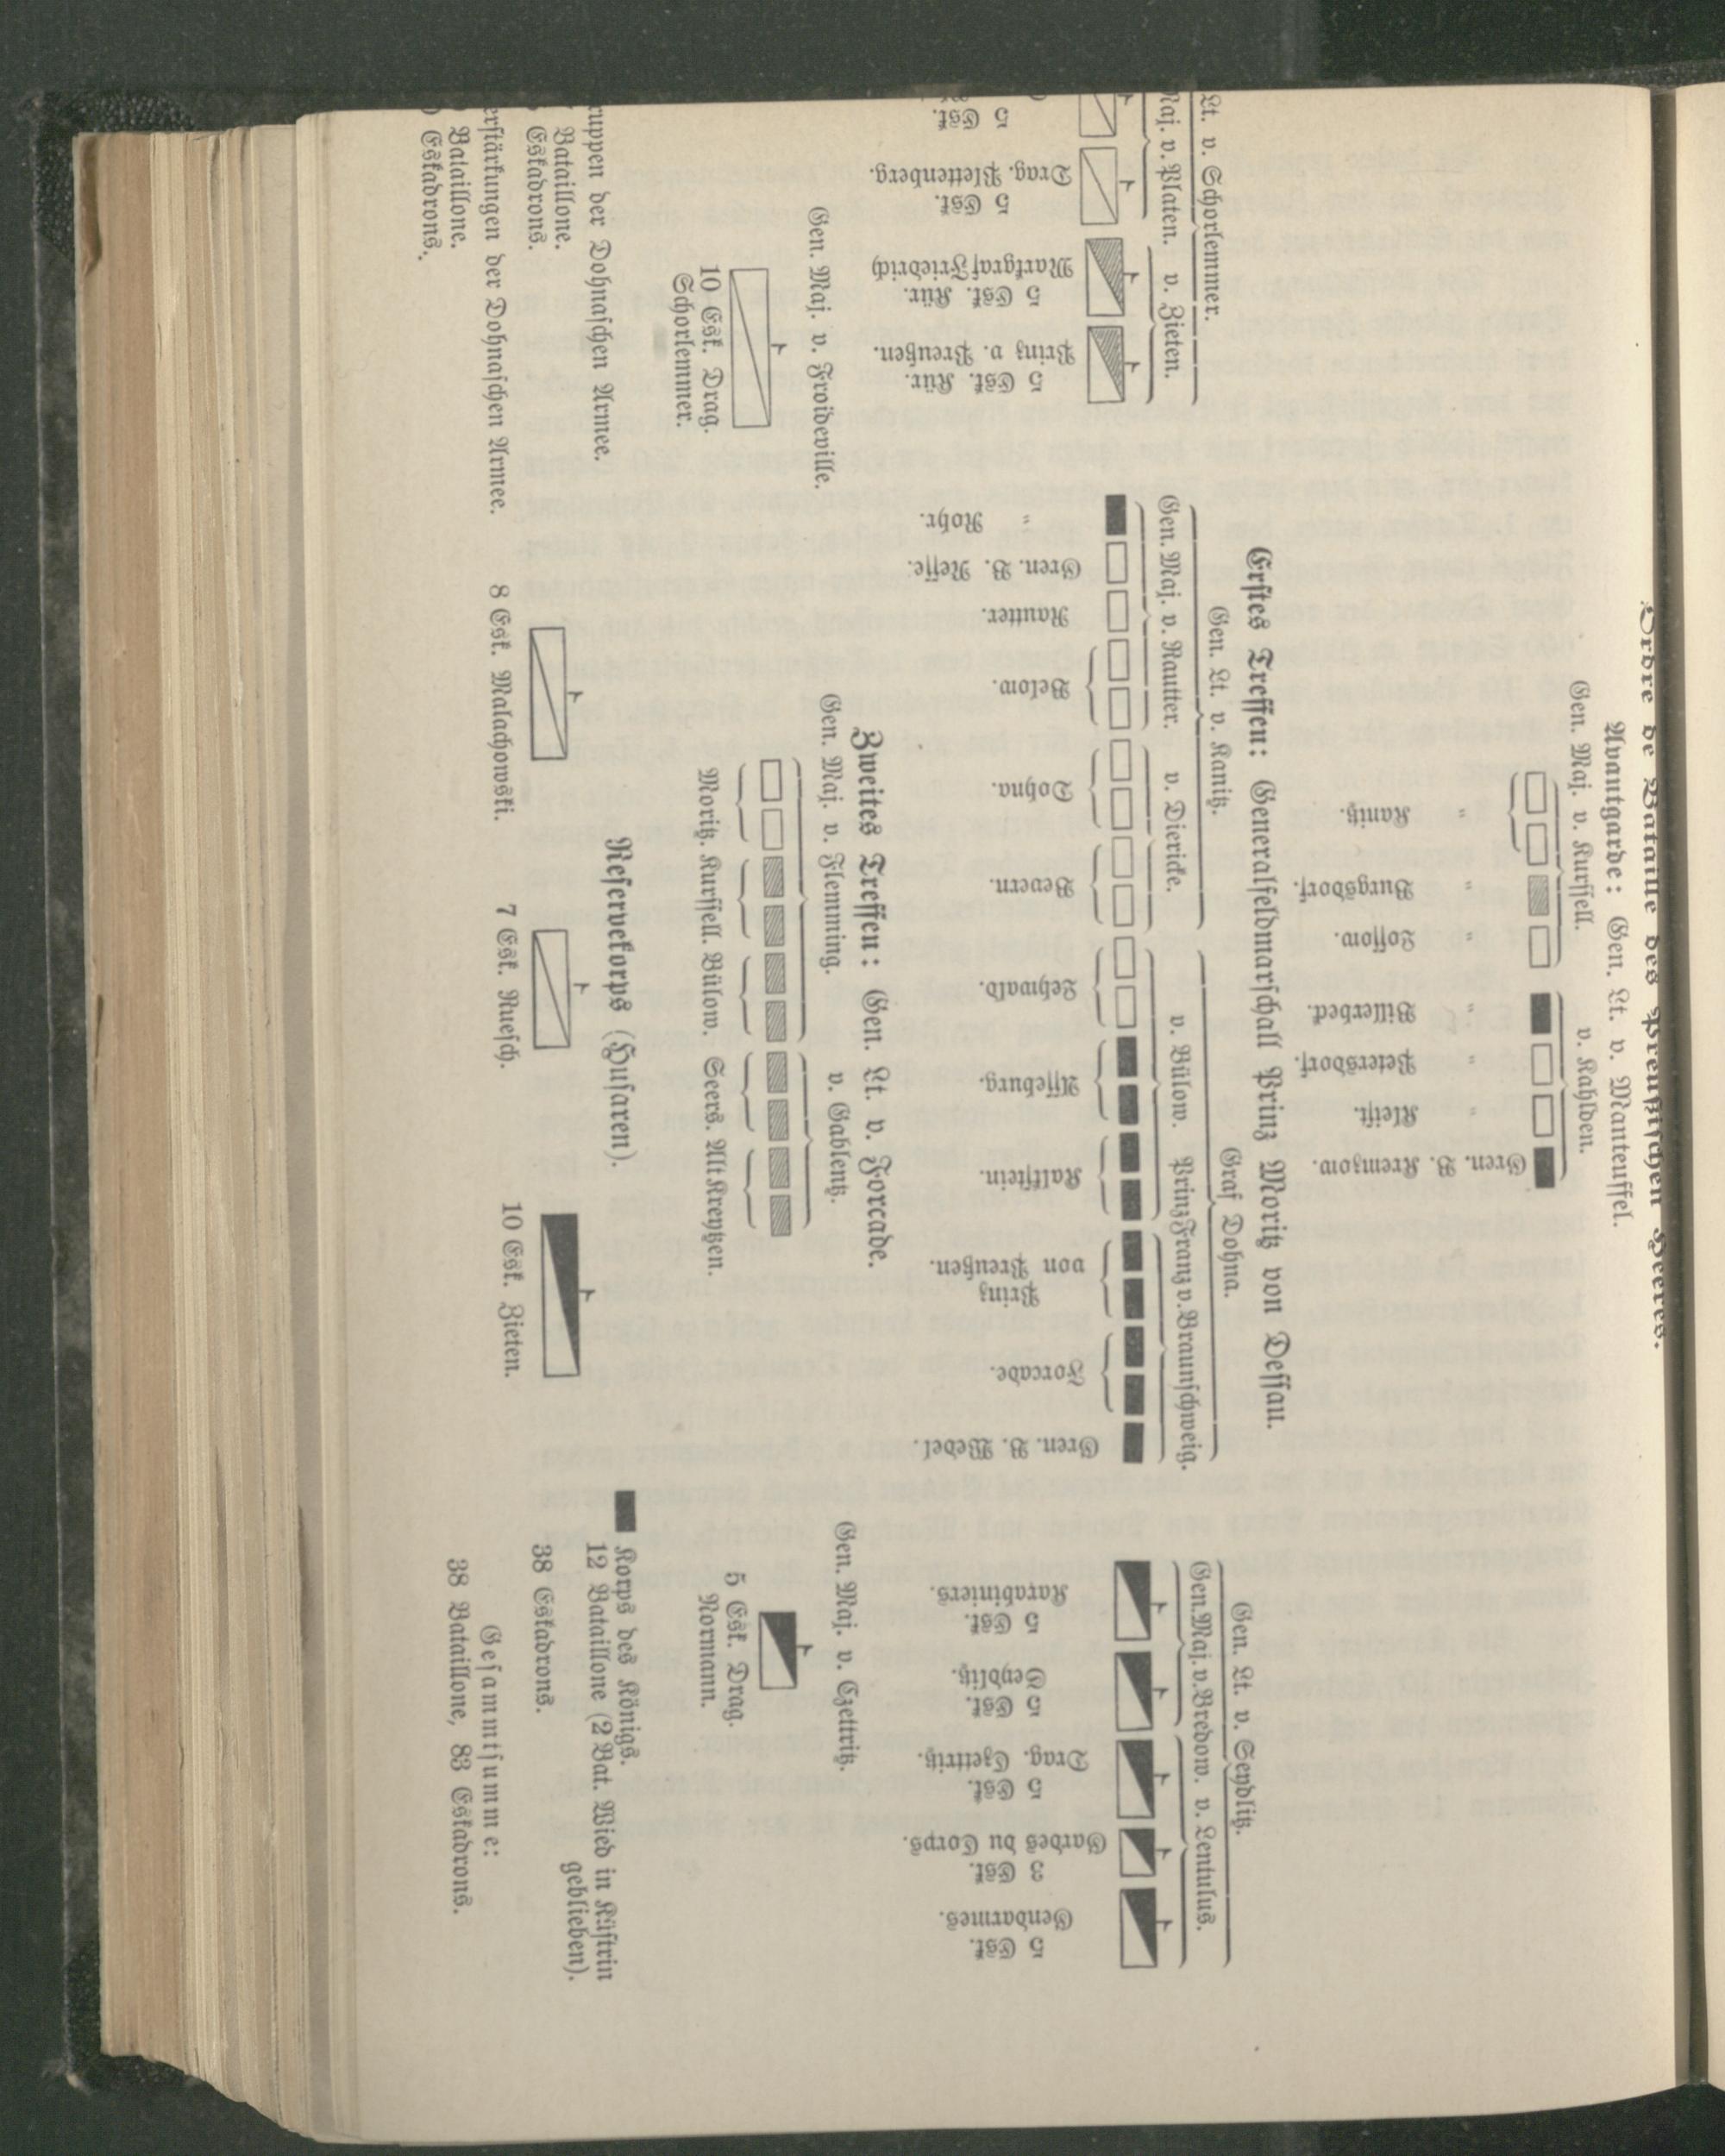 Ordre de Bataille des Preußischen Heeres.
Avantgarde: Gen. Lt. v. Manteuffel.
Gen. Maj. v. Kurssell. v. Kahlden.
Kanitz.
" Burgsdorf.
" Lossow.
" Billerbeck.
" Petersdorf.
" Kleist.
Gren. B. Kremzow.
Erstes Treffen: Generalfeldmarschall Prinz Moritz von Dessau.
Lt. v. Schorlemmer.
Maj. v. Platen. v. Zieten.
5 Esk.
5 Esk.
Drag. Plettenberg.
5 Esk. Kür.
Markgraf Friedrich
5 Esk. Kür.
Prinz v. Preußen.
Gen. Lt. v. Kanitz.
Gen. Maj. v. Rautter. v. Diericke.
" Rohr.
Gren. B. Nesse.
Rautter.
Below.
Dohna.
Bevern.
Graf Dohna.
v. Bülow. Prinz Franz v. Braunschweig.
Lehwald.
Asseburg.
Kalkstein.
Prinz
von Preußen.
Forcade.
Gren. B. Wedel.
Gen. Lt. v. Seydlitz.
Gen. Maj. v. Bredow. v. Lentulus.
5 Esk.
Karabiniers.
5 Esk.
Seydlitz.
5 Esk.
Drag. Czettritz.
3 Esk.
Gardes du Corps.
5 Esk.
Gendarmes.
Zweites Treffen: Gen. Lt. v. Forcade.
Gen. Maj. v. Froideville.
10 Esk. Drag.
Schorlemmer.
Gen. Maj. v. Flemming. v. Gablentz.
Moritz. Kurssell. Bülow. Seers. Alt Kreytzen.
Gen. Maj. v. Czettritz.
5 Esk. Drag.
Normann.
Reservekorps (Husaren).
8 Esk. Malachowski. 7 Esk. Ruesch. 10 Esk. Zieten.
ruppen der Dohnaschen Armee.
Bataillone.
Eskadrons.
erstärkungen der Dohnaschen Armee.
Bataillone.
Eskadrons.
Korps des Königs.
12 Bataillone (2 Bat. Wied in Küstrin
geblieben).
38 Eskadrons.
Gesammtsumme:
38 Bataillone, 83 Eskadrons.